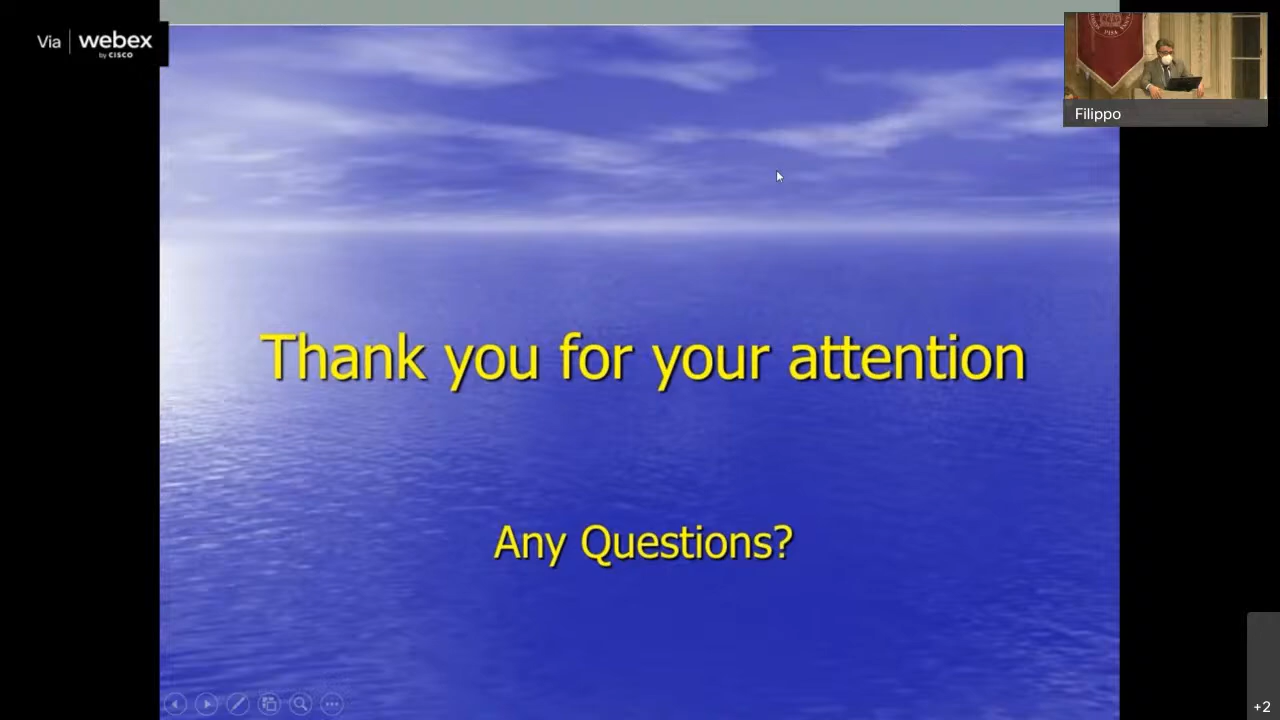 Via webex
by CISCO
Filippo
Thank you for your attention
Any Questions?
+2